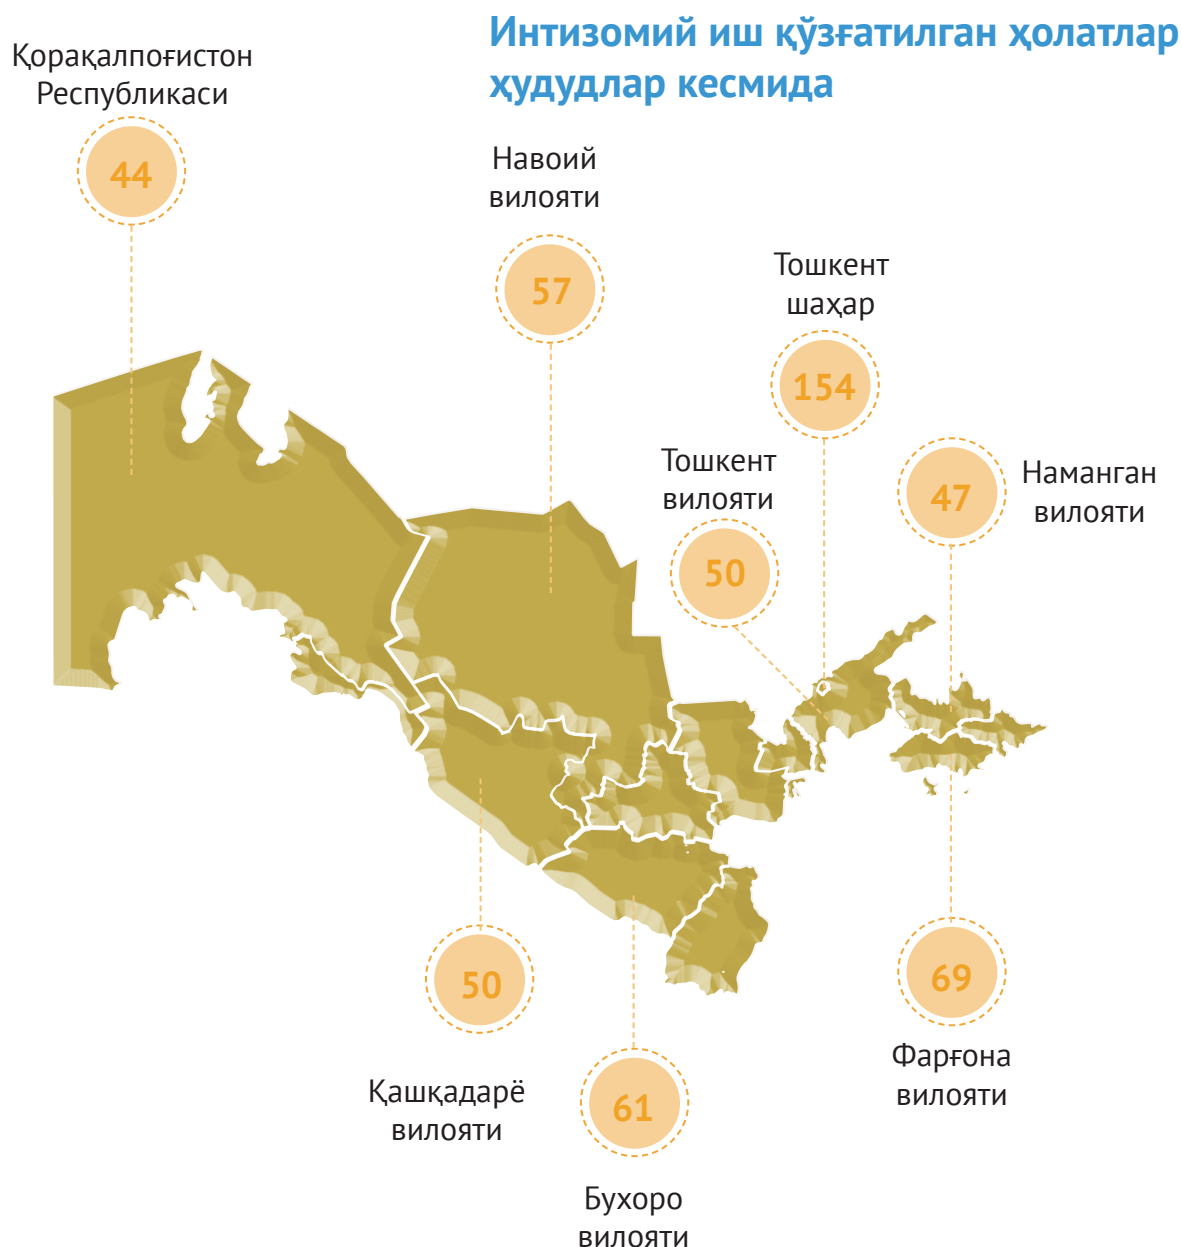 Интизомий иш қўзғатилган ҳолатлар
ҳудудлар кесмида
Қорақалпоғистон
Республикаси
44
Навоий
вилояти
57
Тошкент
шаҳар
154
Тошкент
вилояти
50
Наманган
вилояти
47
50
Қашқадарё
вилояти
61
Бухоро
вилояти
69
Фарғона
вилояти